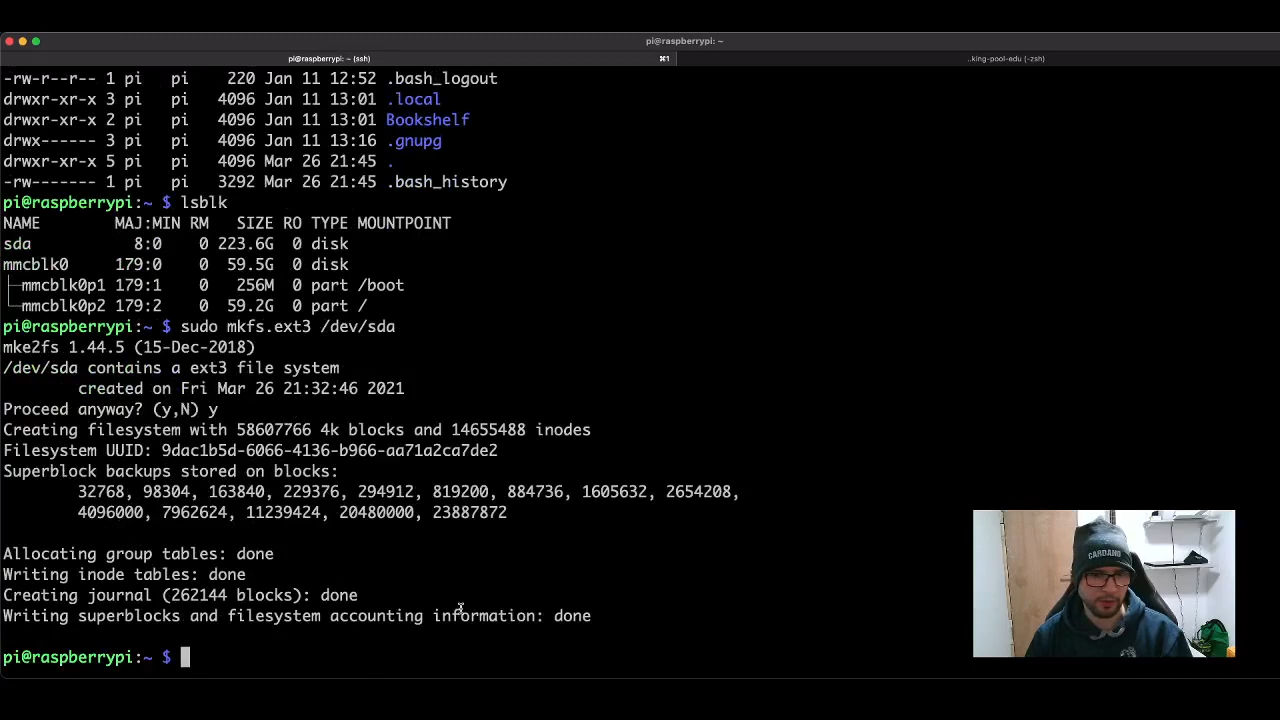 pi@raspberrypi: ~
pi@raspberrypi: ~ (ssh)
⌘1
..king-pool-edu (-zsh)
-rw-r--r-- 1 pi   pi    220 Jan 11 12:52 .bash_logout
drwxr-xr-x 3 pi   pi   4096 Jan 11 13:01 .local
drwxr-xr-x 2 pi   pi   4096 Jan 11 13:01 Bookshelf
drwx------ 3 pi   pi   4096 Jan 11 13:16 .gnupg
drwxr-xr-x 5 pi   pi   4096 Mar 26 21:45 .
-rw------- 1 pi   pi   3292 Mar 26 21:45 .bash_history
pi@raspberrypi:~ $ lsblk
NAME        MAJ:MIN RM   SIZE RO TYPE MOUNTPOINT
sda           8:0    0 223.6G  0 disk
mmcblk0     179:0    0  59.5G  0 disk
├─mmcblk0p1 179:1    0   256M  0 part /boot
└─mmcblk0p2 179:2    0  59.2G  0 part /
pi@raspberrypi:~ $ sudo mkfs.ext3 /dev/sda
mke2fs 1.44.5 (15-Dec-2018)
/dev/sda contains a ext3 file system
        created on Fri Mar 26 21:32:46 2021
Proceed anyway? (y,N) y
Creating filesystem with 58607766 4k blocks and 14655488 inodes
Filesystem UUID: 9dac1b5d-6066-4136-b966-aa71a2ca7de2
Superblock backups stored on blocks:
        32768, 98304, 163840, 229376, 294912, 819200, 884736, 1605632, 2654208,
        4096000, 7962624, 11239424, 20480000, 23887872
Allocating group tables: done
Writing inode tables: done
Creating journal (262144 blocks): done
Writing superblocks and filesystem accounting information: done
pi@raspberrypi:~ $
CARDANO